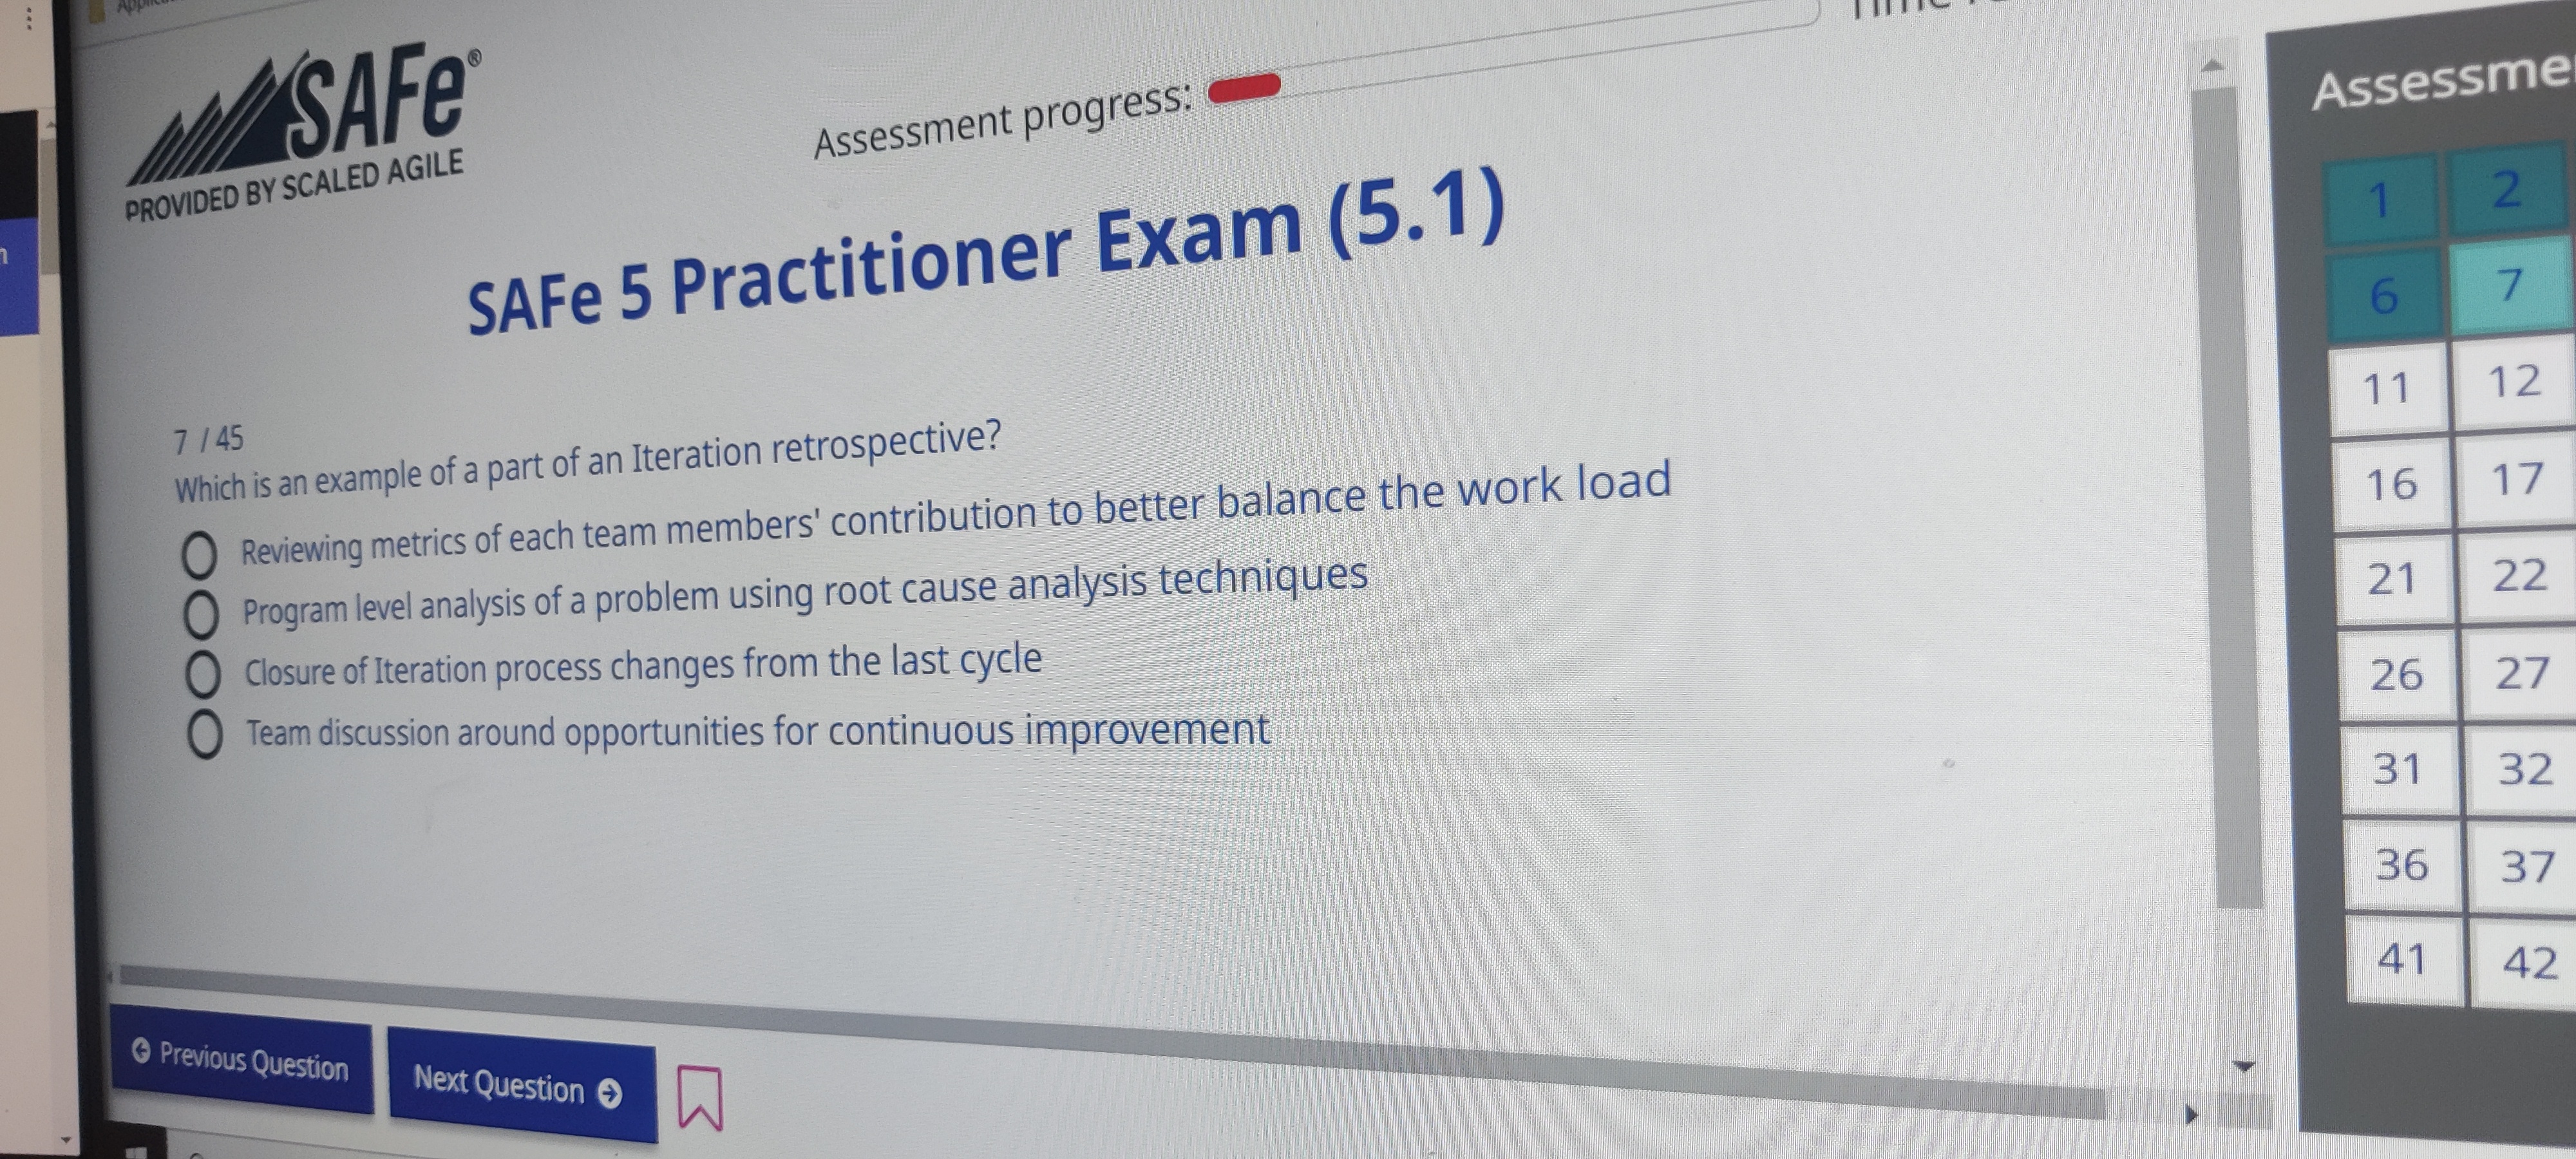 SAFe®
PROVIDED BY SCALED AGILE
Assessment progress:
SAFe 5 Practitioner Exam (5.1)
7 / 45
Which is an example of a part of an Iteration retrospective?
Reviewing metrics of each team members' contribution to better balance the work load
Program level analysis of a problem using root cause analysis techniques
Closure of Iteration process changes from the last cycle
Team discussion around opportunities for continuous improvement
Previous Question
Next Question
1 2
6 7
11 12
16 17
21 22
26 27
31 32
36 37
41 42